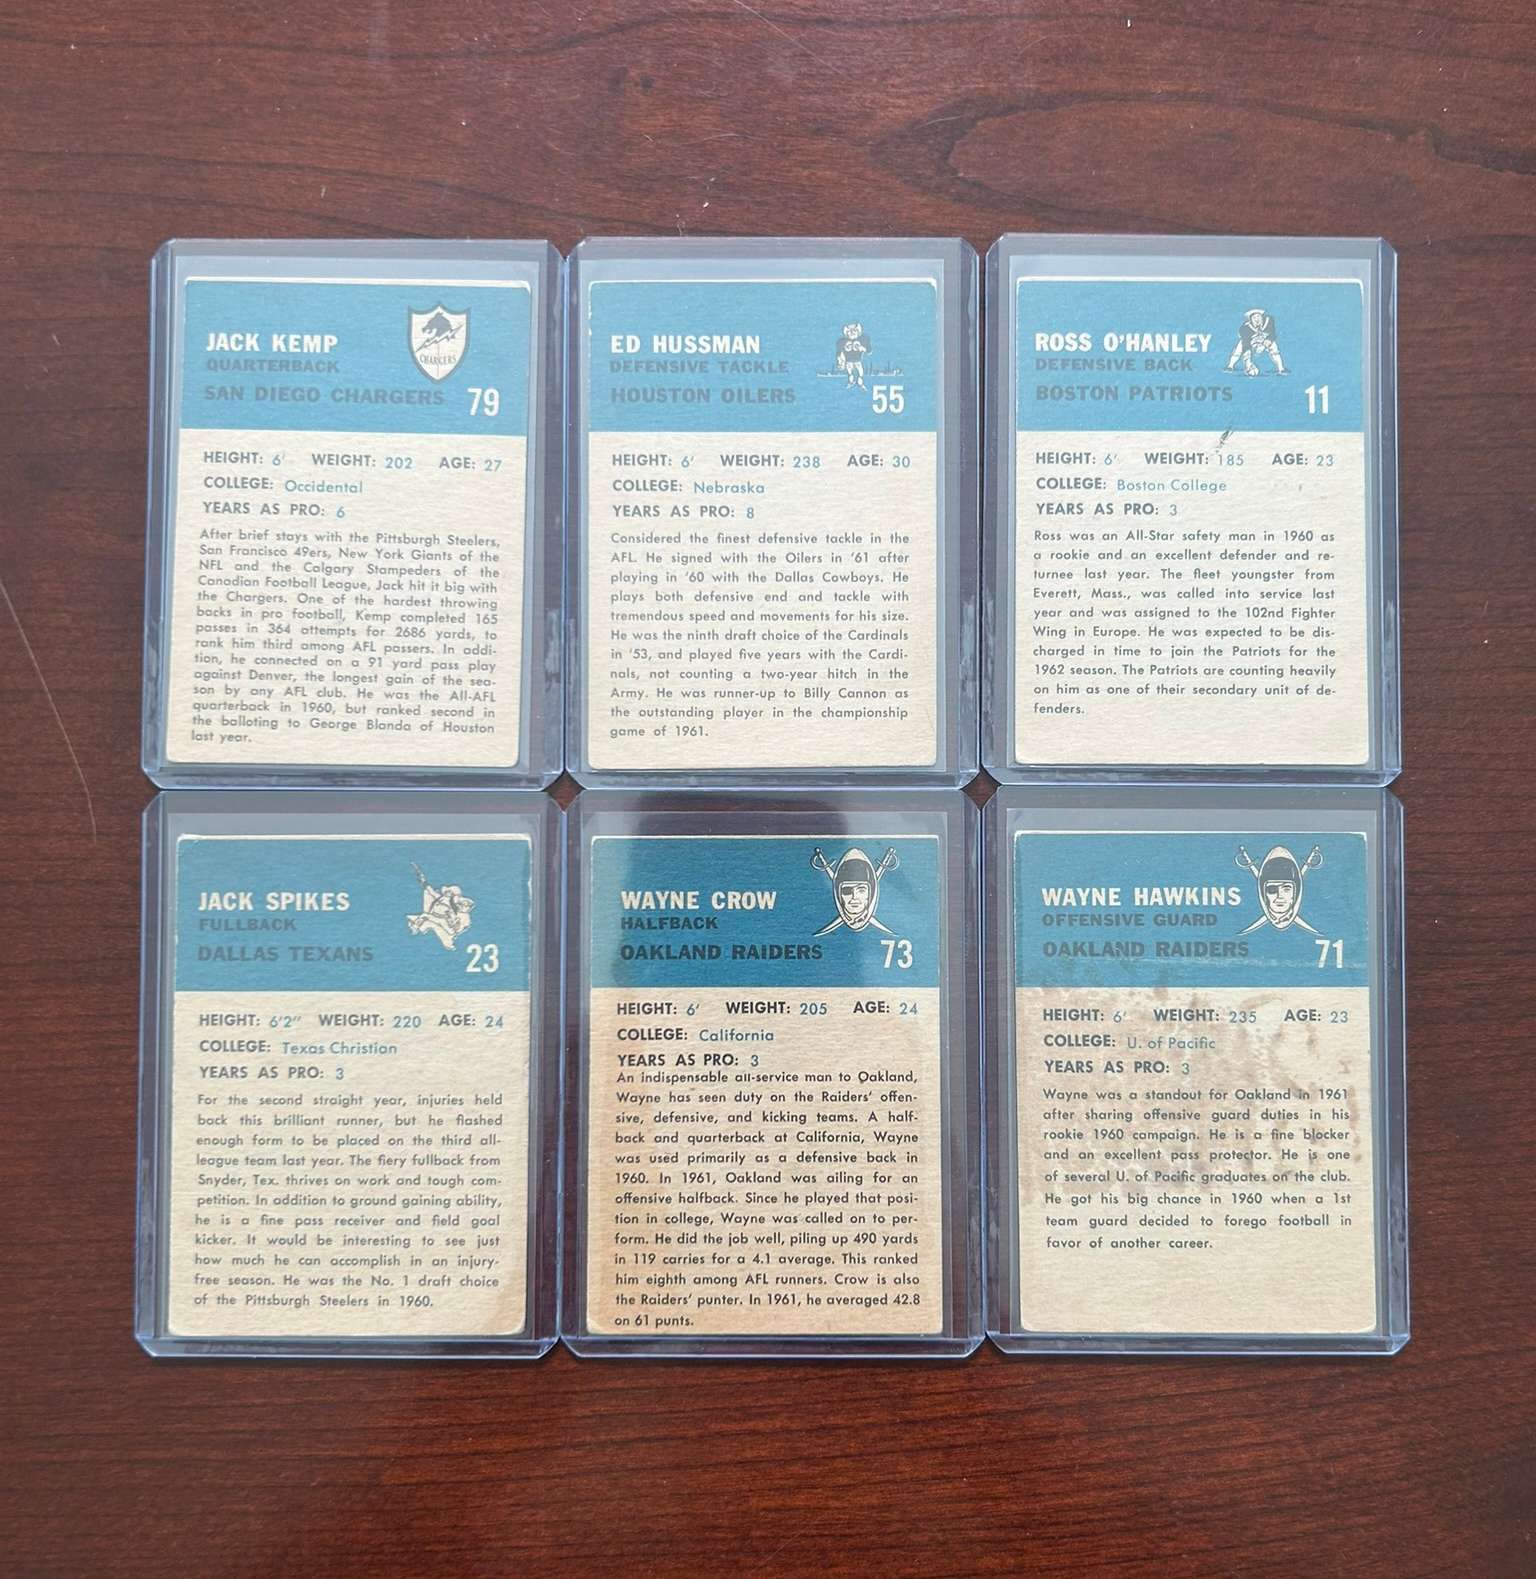 JACK KEMP
QUARTERBACK
SAN DIEGO CHARGERS 79
CHARGERS
HEIGHT: 6' WEIGHT: 202 AGE: 27
COLLEGE: Occidental
YEARS AS PRO: 6
After brief stays with the Pittsburgh Steelers,
San Francisco 49ers, New York Giants of the
NFL and the Calgary Stampeders of the
Canadian Football League, Jack hit it big with
the Chargers. One of the hardest throwing
backs in pro football, Kemp completed 165
passes in 364 attempts for 2686 yards, to
rank him third among AFL passers. In addi-
tion, he connected on a 91 yard pass play
against Denver, the longest gain of the sea-
son by any AFL club. He was the All-AFL
quarterback in 1960, but ranked second in
the balloting to George Blanda of Houston
last year.
ED HUSSMAN
DEFENSIVE TACKLE
HOUSTON OILERS 55
HEIGHT: 6' WEIGHT: 238 AGE: 30
COLLEGE: Nebraska
YEARS AS PRO: 8
Considered the finest defensive tackle in the
AFL. He signed with the Oilers in '61 after
playing in '60 with the Dallas Cowboys. He
plays both defensive end and tackle with
tremendous speed and movements for his size.
He was the ninth draft choice of the Cardinals
in '53, and played five years with the Cardi-
nals, not counting a two-year hitch in the
Army. He was runner-up to Billy Cannon as
the outstanding player in the championship
game of 1961.
ROSS O'HANLEY
DEFENSIVE BACK
BOSTON PATRIOTS 11
HEIGHT: 6' WEIGHT: 185 AGE: 23
COLLEGE: Boston College
YEARS AS PRO: 3
Ross was an All-Star safety man in 1960 as
a rookie and an excellent defender and re-
turnee last year. The fleet youngster from
Everett, Mass., was called into service last
year and was assigned to the 102nd Fighter
Wing in Europe. He was expected to be dis-
charged in time to join the Patriots for the
1962 season. The Patriots are counting heavily
on him as one of their secondary unit of de-
fenders.
JACK SPIKES
FULLBACK
DALLAS TEXANS 23
HEIGHT: 6'2" WEIGHT: 220 AGE: 24
COLLEGE: Texas Christian
YEARS AS PRO: 3
For the second straight year, injuries held
back this brilliant runner, but he flashed
enough form to be placed on the third all-
league team last year. The fiery fullback from
Snyder, Tex. thrives on work and tough com-
petition. In addition to ground gaining ability,
he is a fine pass receiver and field goal
kicker. It would be interesting to see just
how much he can accomplish in an injury-
free season. He was the No. 1 draft choice
of the Pittsburgh Steelers in 1960.
WAYNE CROW
HALFBACK
OAKLAND RAIDERS 73
HEIGHT: 6' WEIGHT: 205 AGE: 24
COLLEGE: California
YEARS AS PRO: 3
An indispensable all-service man to Oakland,
Wayne has seen duty on the Raiders' offen-
sive, defensive, and kicking teams. A half-
back and quarterback at California, Wayne
was used primarily as a defensive back in
1960. In 1961, Oakland was ailing for an
offensive halfback. Since he played that posi-
tion in college, Wayne was called on to per-
form. He did the job well, piling up 490 yards
in 119 carries for a 4.1 average. This ranked
him eighth among AFL runners. Crow is also
the Raiders' punter. In 1961, he averaged 42.8
on 61 punts.
WAYNE HAWKINS
OFFENSIVE GUARD
OAKLAND RAIDERS 71
HEIGHT: 6' WEIGHT: 235 AGE: 23
COLLEGE: U. of Pacific
YEARS AS PRO: 3
Wayne was a standout for Oakland in 1961
after sharing offensive guard duties in his
rookie 1960 campaign. He is a fine blocker
and an excellent pass protector. He is one
of several U. of Pacific graduates on the club.
He got his big chance in 1960 when a 1st
team guard decided to forego football in
favor of another career.